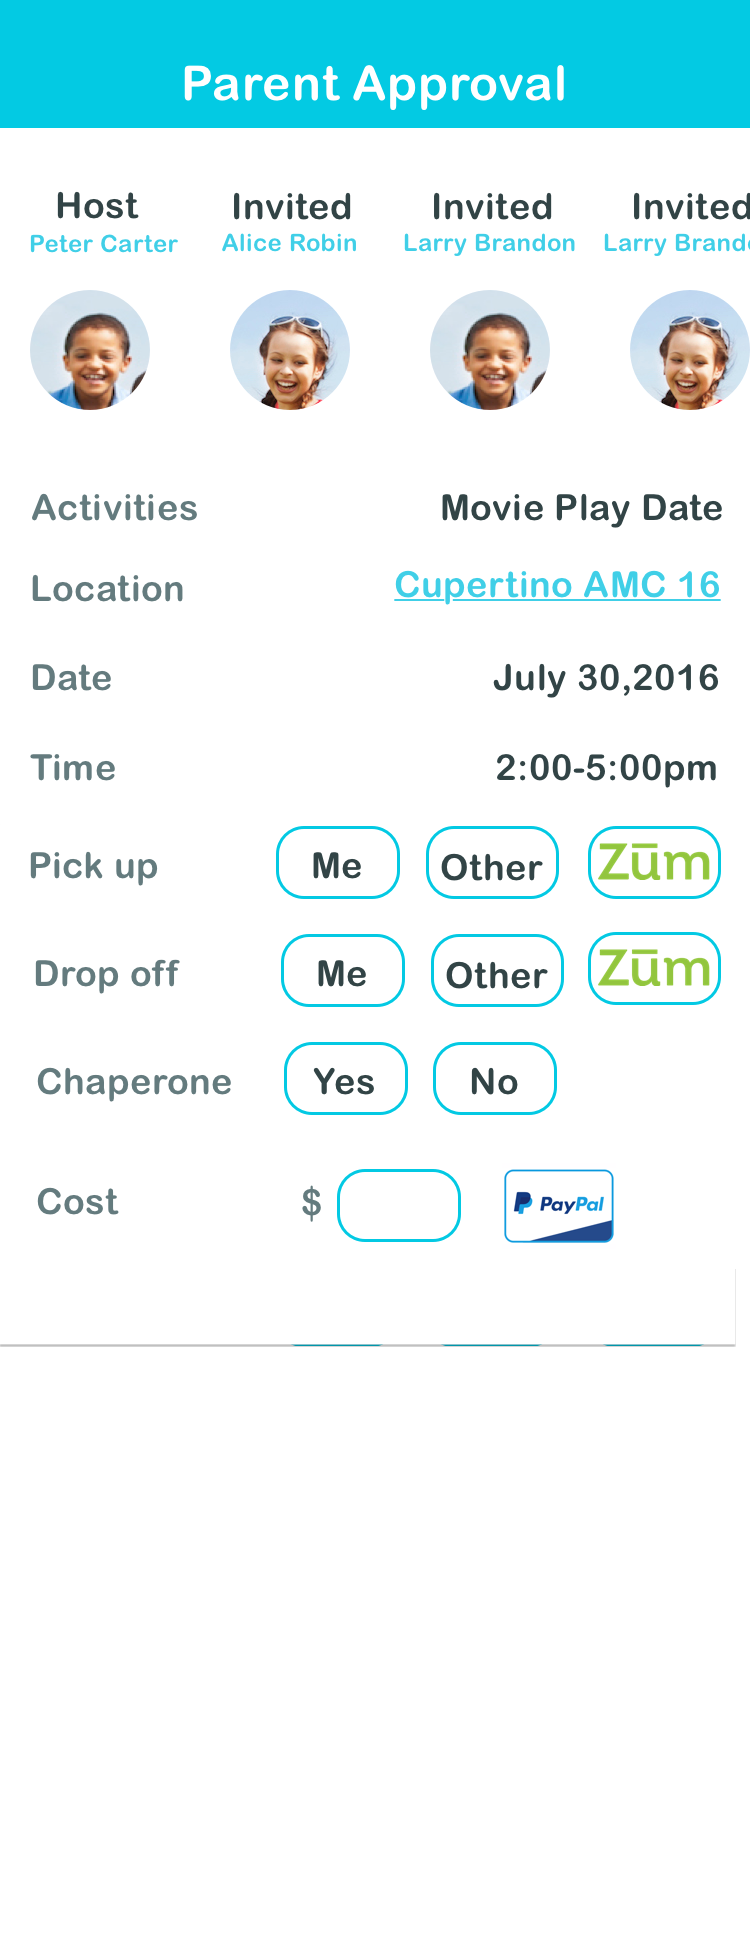 Parent Approval
Host Invited Invited Invited
Peter Carter Alice Robin Larry Brandon Larry
Activities Movie Play Date
Location Cupertino AMC 16
Date July 30,2016
Time 2:00-5:00pm
Pick up Me Other Zūm
Drop off Me Other Zūm
Chaperone Yes No
Cost $ PayPal